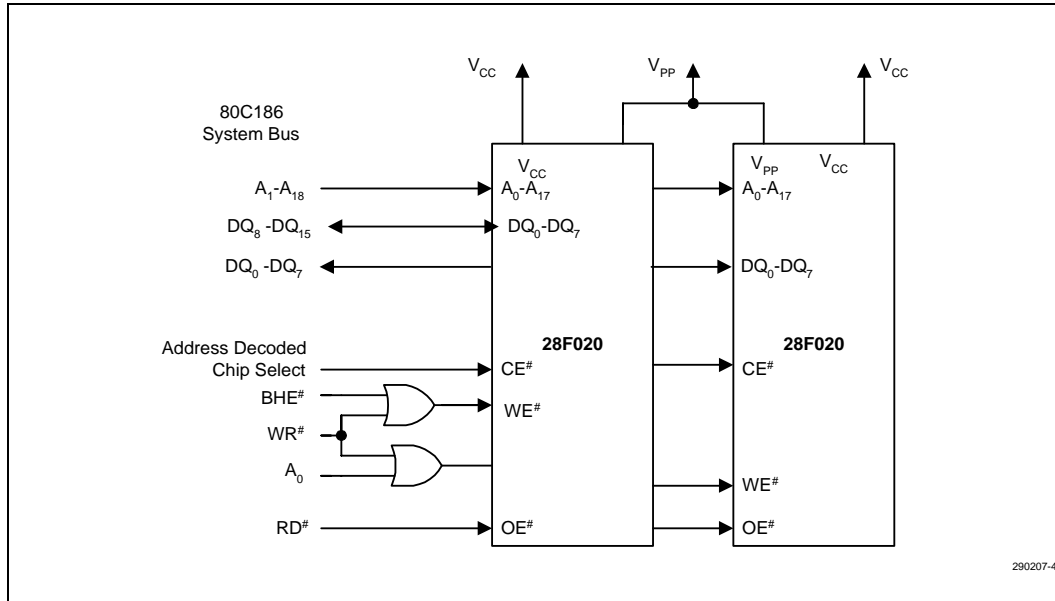 V_CC V_PP V_CC
80C186
System Bus
V_CC V_PP V_CC
A_1-A_18 A_0-A_17 A_0-A_17
DQ_8 -DQ_15 DQ_0-DQ_7
DQ_0 -DQ_7 DQ_0-DQ_7
28F020 28F020
Address Decoded
Chip Select CE# CE#
BHE# WE#
WR#
A_0 WE#
RD# OE# OE#
290207-4